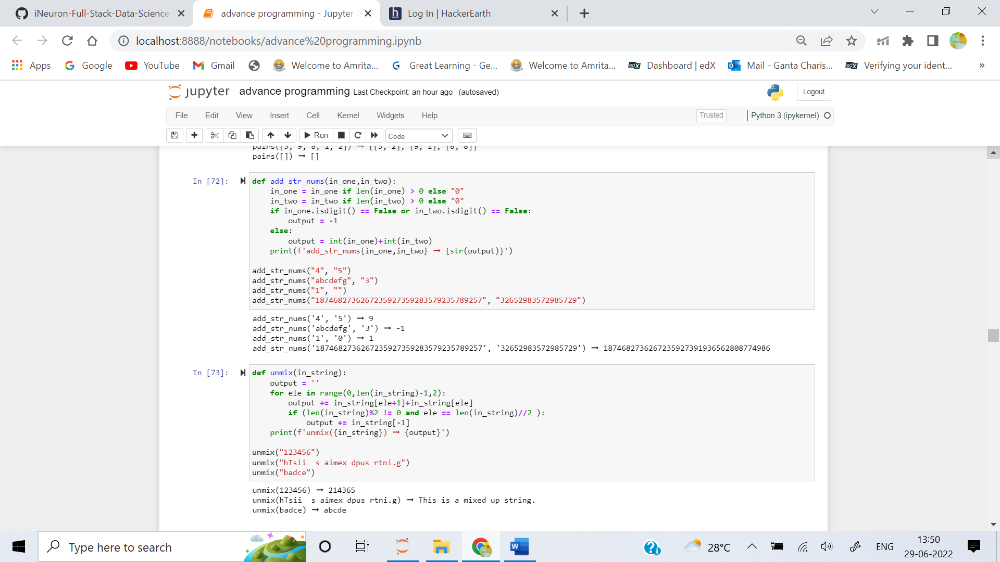 iNeuron-Full-Stack-Data-Science
advance programming - Jupyter
Log In | HackerEarth
localhost:8888/notebooks/advance%20programming.ipynb
Apps
Google
YouTube
Gmail
Welcome to Amrita...
Great Learning - Ge...
Welcome to Amrita...
Dashboard | edX
Mail - Ganta Charis...
Verifying your ident...
»
jupyter advance programming Last Checkpoint: an hour ago (autosaved)
Logout
File Edit View Insert Cell Kernel Widgets Help
Trusted
Python 3 (ipykernel)
Run
Code
pairs([5, 9, 8, 1, 2]) ➞ [[5, 2], [9, 1], [8, 8]]
pairs([]) ➞ []
In [72]:
def add_str_nums(in_one,in_two):
    in_one = in_one if len(in_one) > 0 else "0"
    in_two = in_two if len(in_two) > 0 else "0"
    if in_one.isdigit() == False or in_two.isdigit() == False:
        output = -1
    else:
        output = int(in_one)+int(in_two)
    print(f'add_str_nums{in_one,in_two} ➞ {str(output)}')
add_str_nums("4", "5")
add_str_nums("abcdefg", "3")
add_str_nums("1", "")
add_str_nums("1874682736267235927359283579235789257", "32652983572985729")
add_str_nums('4', '5') ➞ 9
add_str_nums('abcdefg', '3') ➞ -1
add_str_nums('1', '0') ➞ 1
add_str_nums('1874682736267235927359283579235789257', '32652983572985729') ➞ 1874682736267235927391936562808774986
In [73]:
def unmix(in_string):
    output = ''
    for ele in range(0,len(in_string)-1,2):
        output += in_string[ele+1]+in_string[ele]
        if (len(in_string)%2 != 0 and ele == len(in_string)//2 ):
            output += in_string[-1]
    print(f'unmix({in_string}) ➞ {output}')
unmix("123456")
unmix("hTsii  s aimex dpus rtni.g")
unmix("badce")
unmix(123456) ➞ 214365
unmix(hTsii  s aimex dpus rtni.g) ➞ This is a mixed up string.
unmix(badce) ➞ abcde
Type here to search
28°C
ENG
13:50
29-06-2022